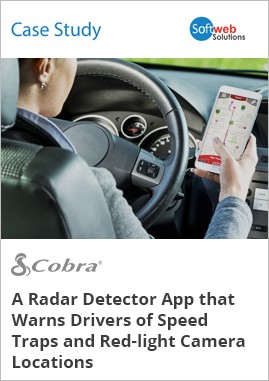 Case Study
Softweb
Solutions
Cobra®
A Radar Detector App that
Warns Drivers of Speed
Traps and Red-light Camera
Locations